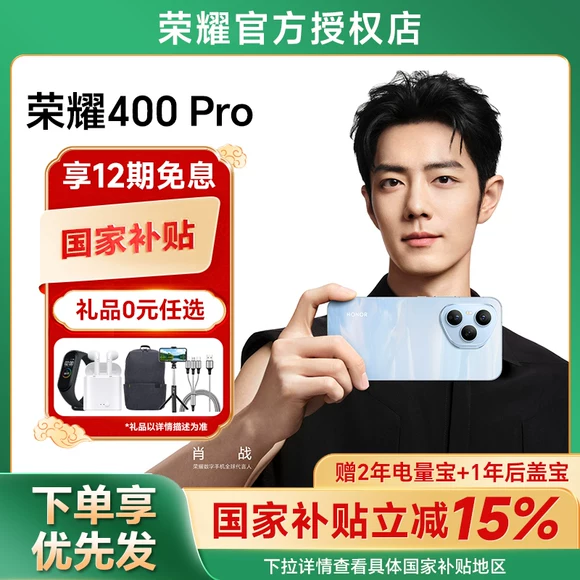 荣耀官方授权店
荣耀400 Pro
享12期免息
国家补贴
礼品0元任选
*礼品以详情描述为准
HONOR
肖 战
荣耀数字手机全球代言人
赠2年电量宝+1年后盖宝
下单享
优先发
国家补贴立减15%
下拉详情查看具体国家补贴地区